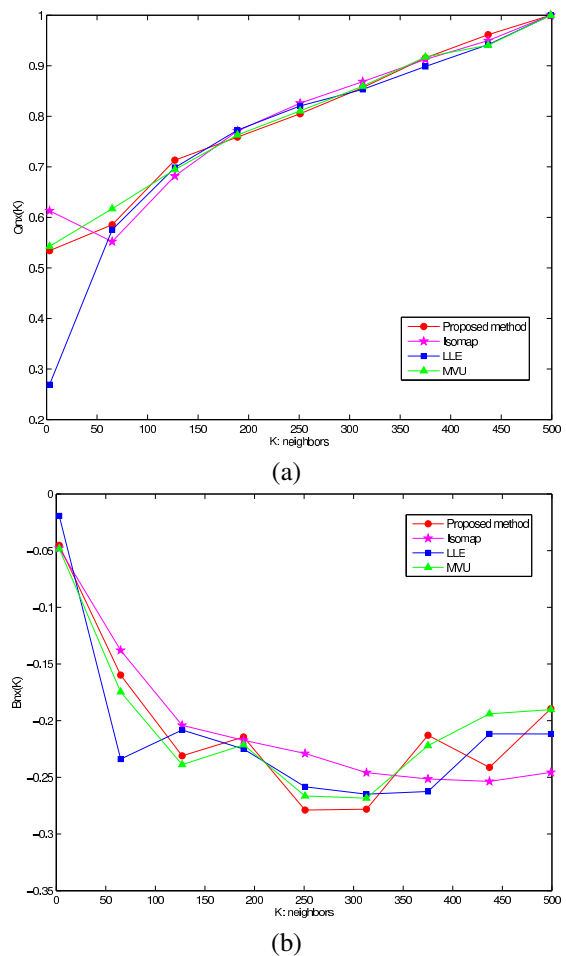 1
0.9
0.8
0.7
0.6
0.5
0.4
0.3
0.2
Qnx(K)
Proposed method
Isomap
LLE
MVU
0 50 100 150 200 250 300 350 400 450 500
K: neighbors
(a)
0
−0.05
−0.1
−0.15
−0.2
−0.25
−0.3
−0.35
Bnx(K)
Proposed method
Isomap
LLE
MVU
0 50 100 150 200 250 300 350 400 450 500
K: neighbors
(b)